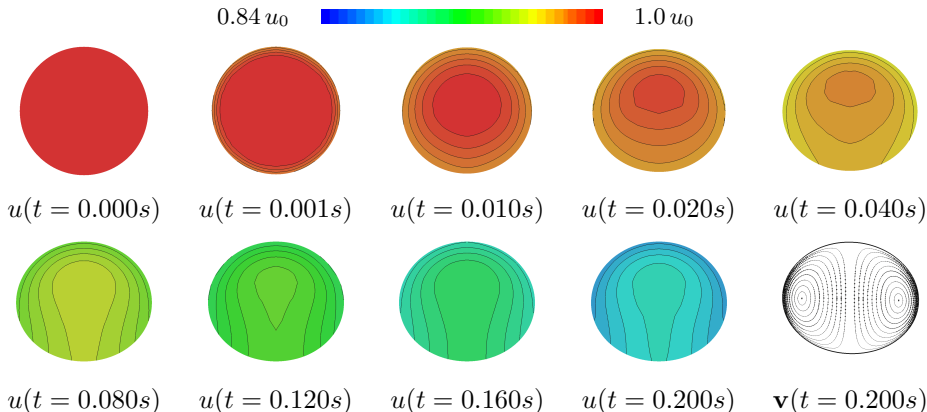 0.84 u₀ 1.0 u₀
u(t = 0.000s) u(t = 0.001s) u(t = 0.010s) u(t = 0.020s) u(t = 0.040s)
u(t = 0.080s) u(t = 0.120s) u(t = 0.160s) u(t = 0.200s) v(t = 0.200s)